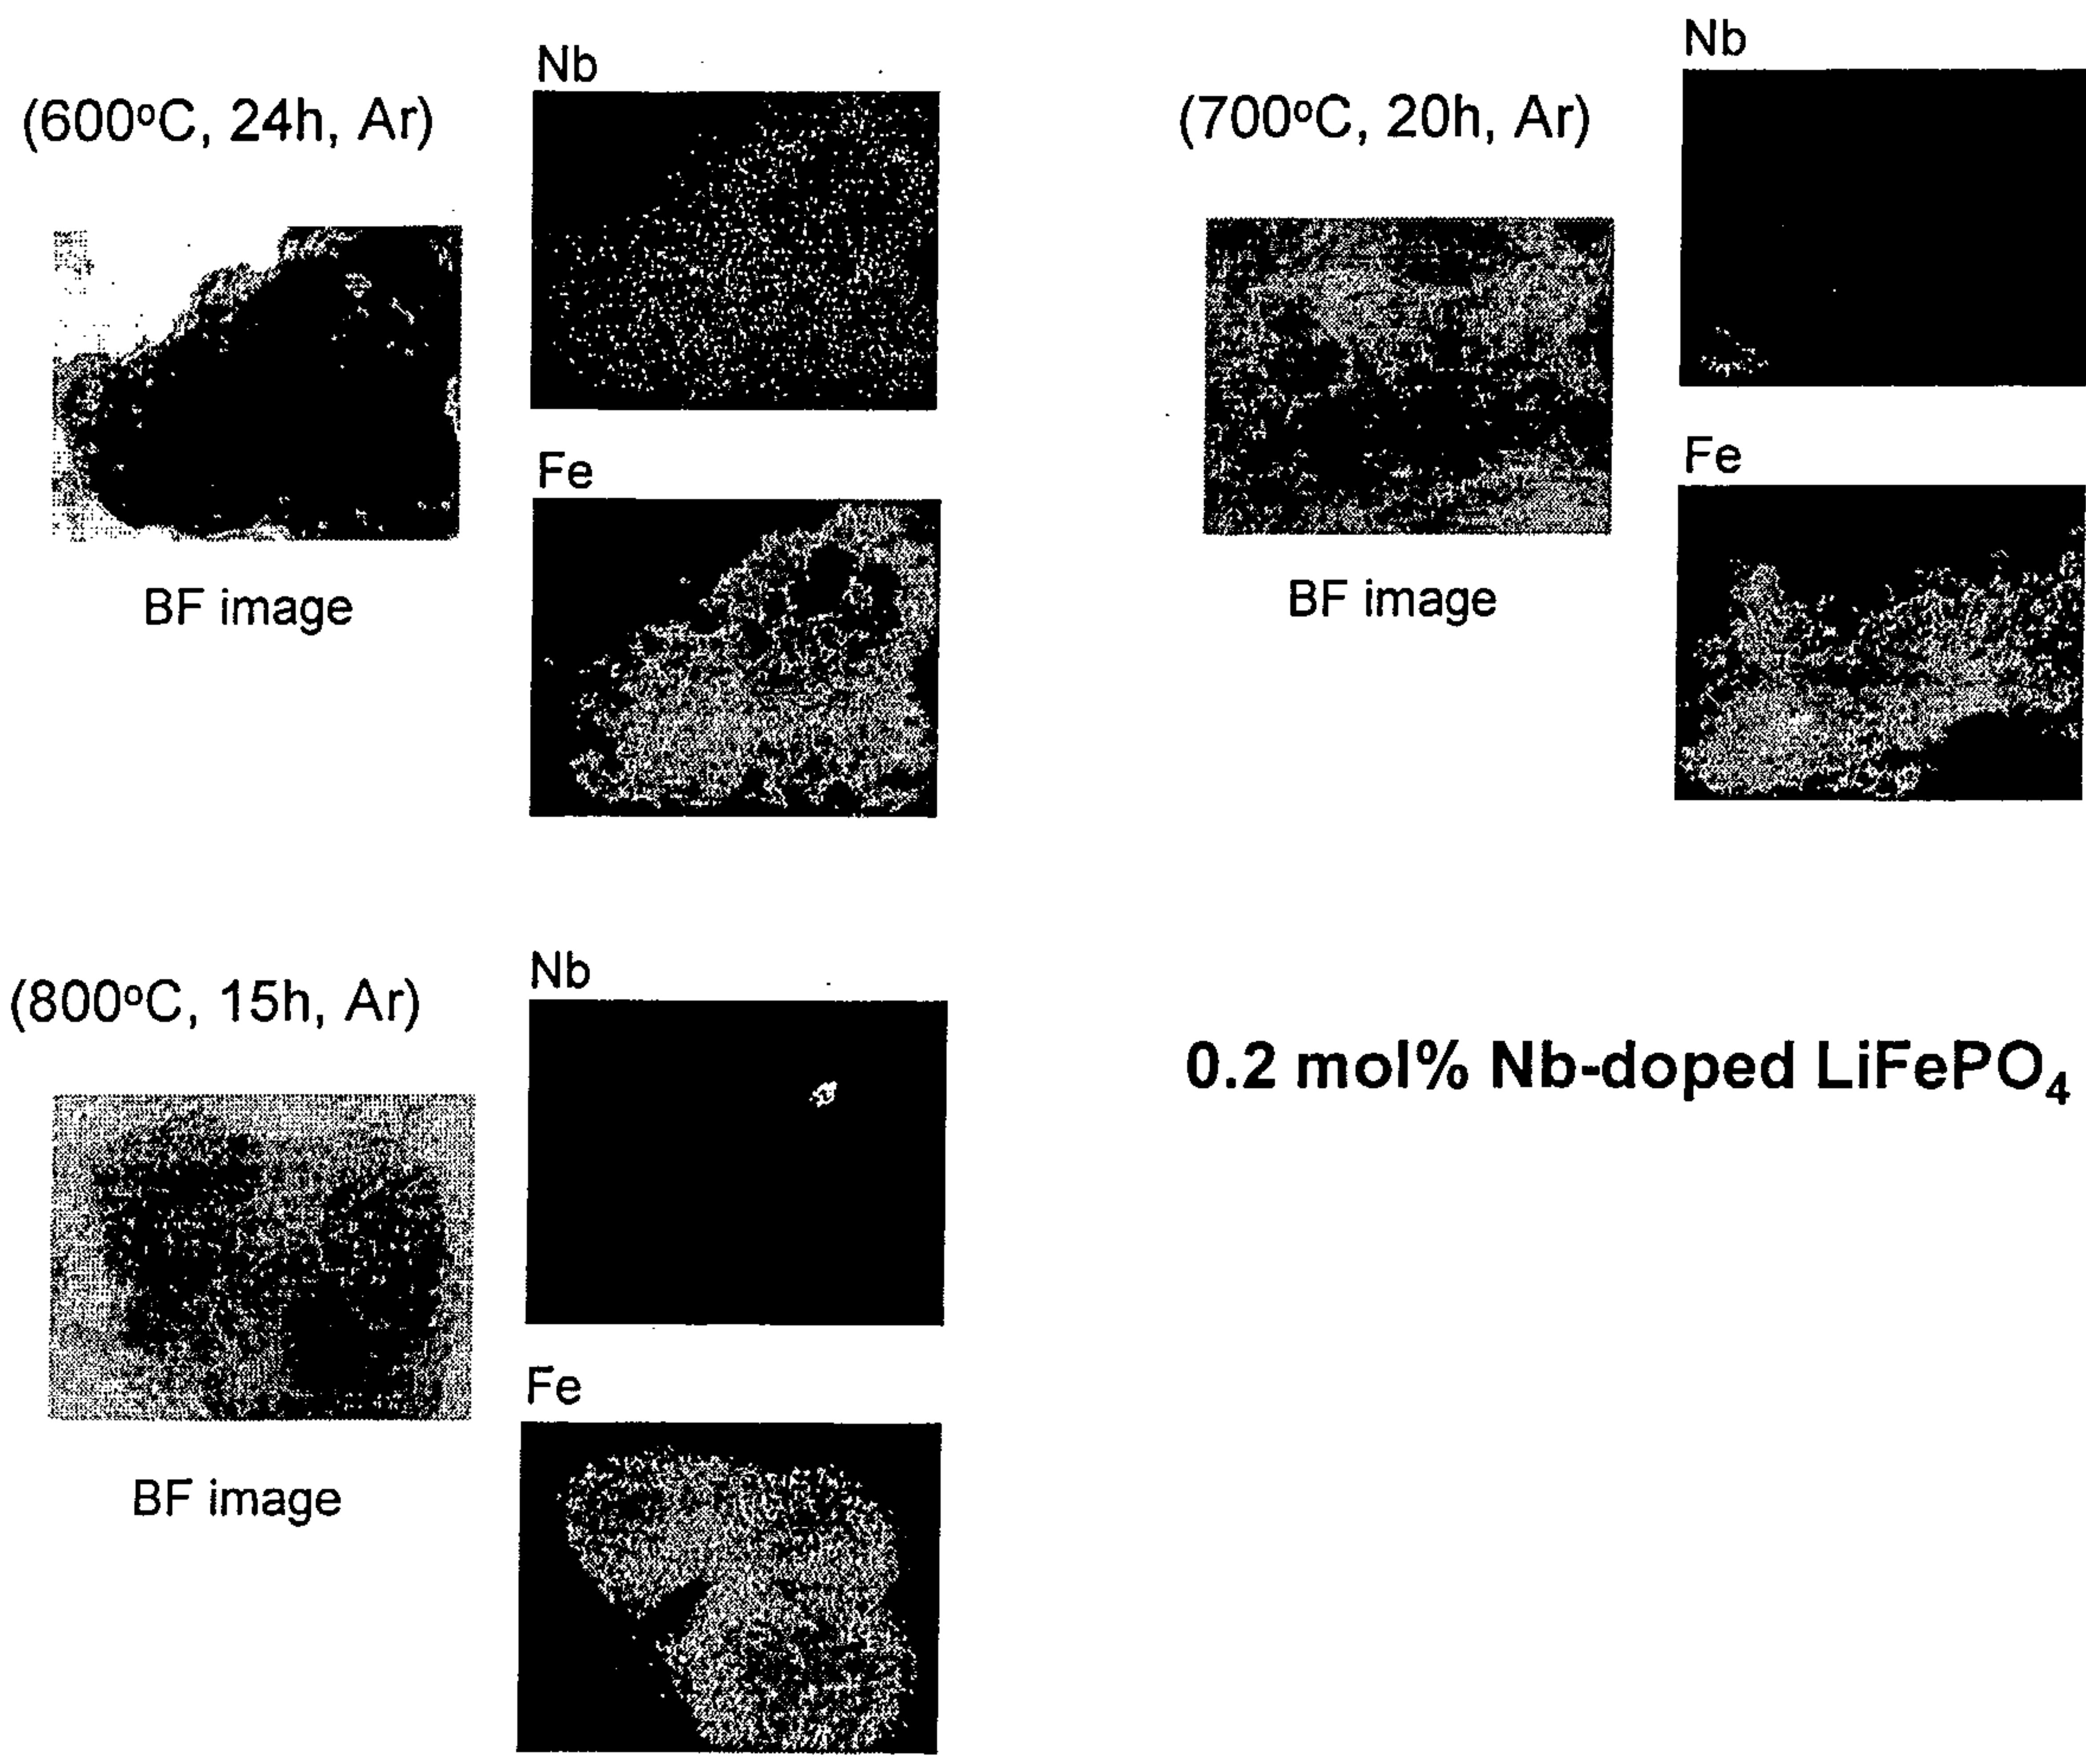 Nb
(600°C, 24h, Ar)
BF image
Fe
Nb
(700°C, 20h, Ar)
BF image
Fe
Nb
(800°C, 15h, Ar)
BF image
Fe
0.2 mol% Nb-doped LiFePO₄